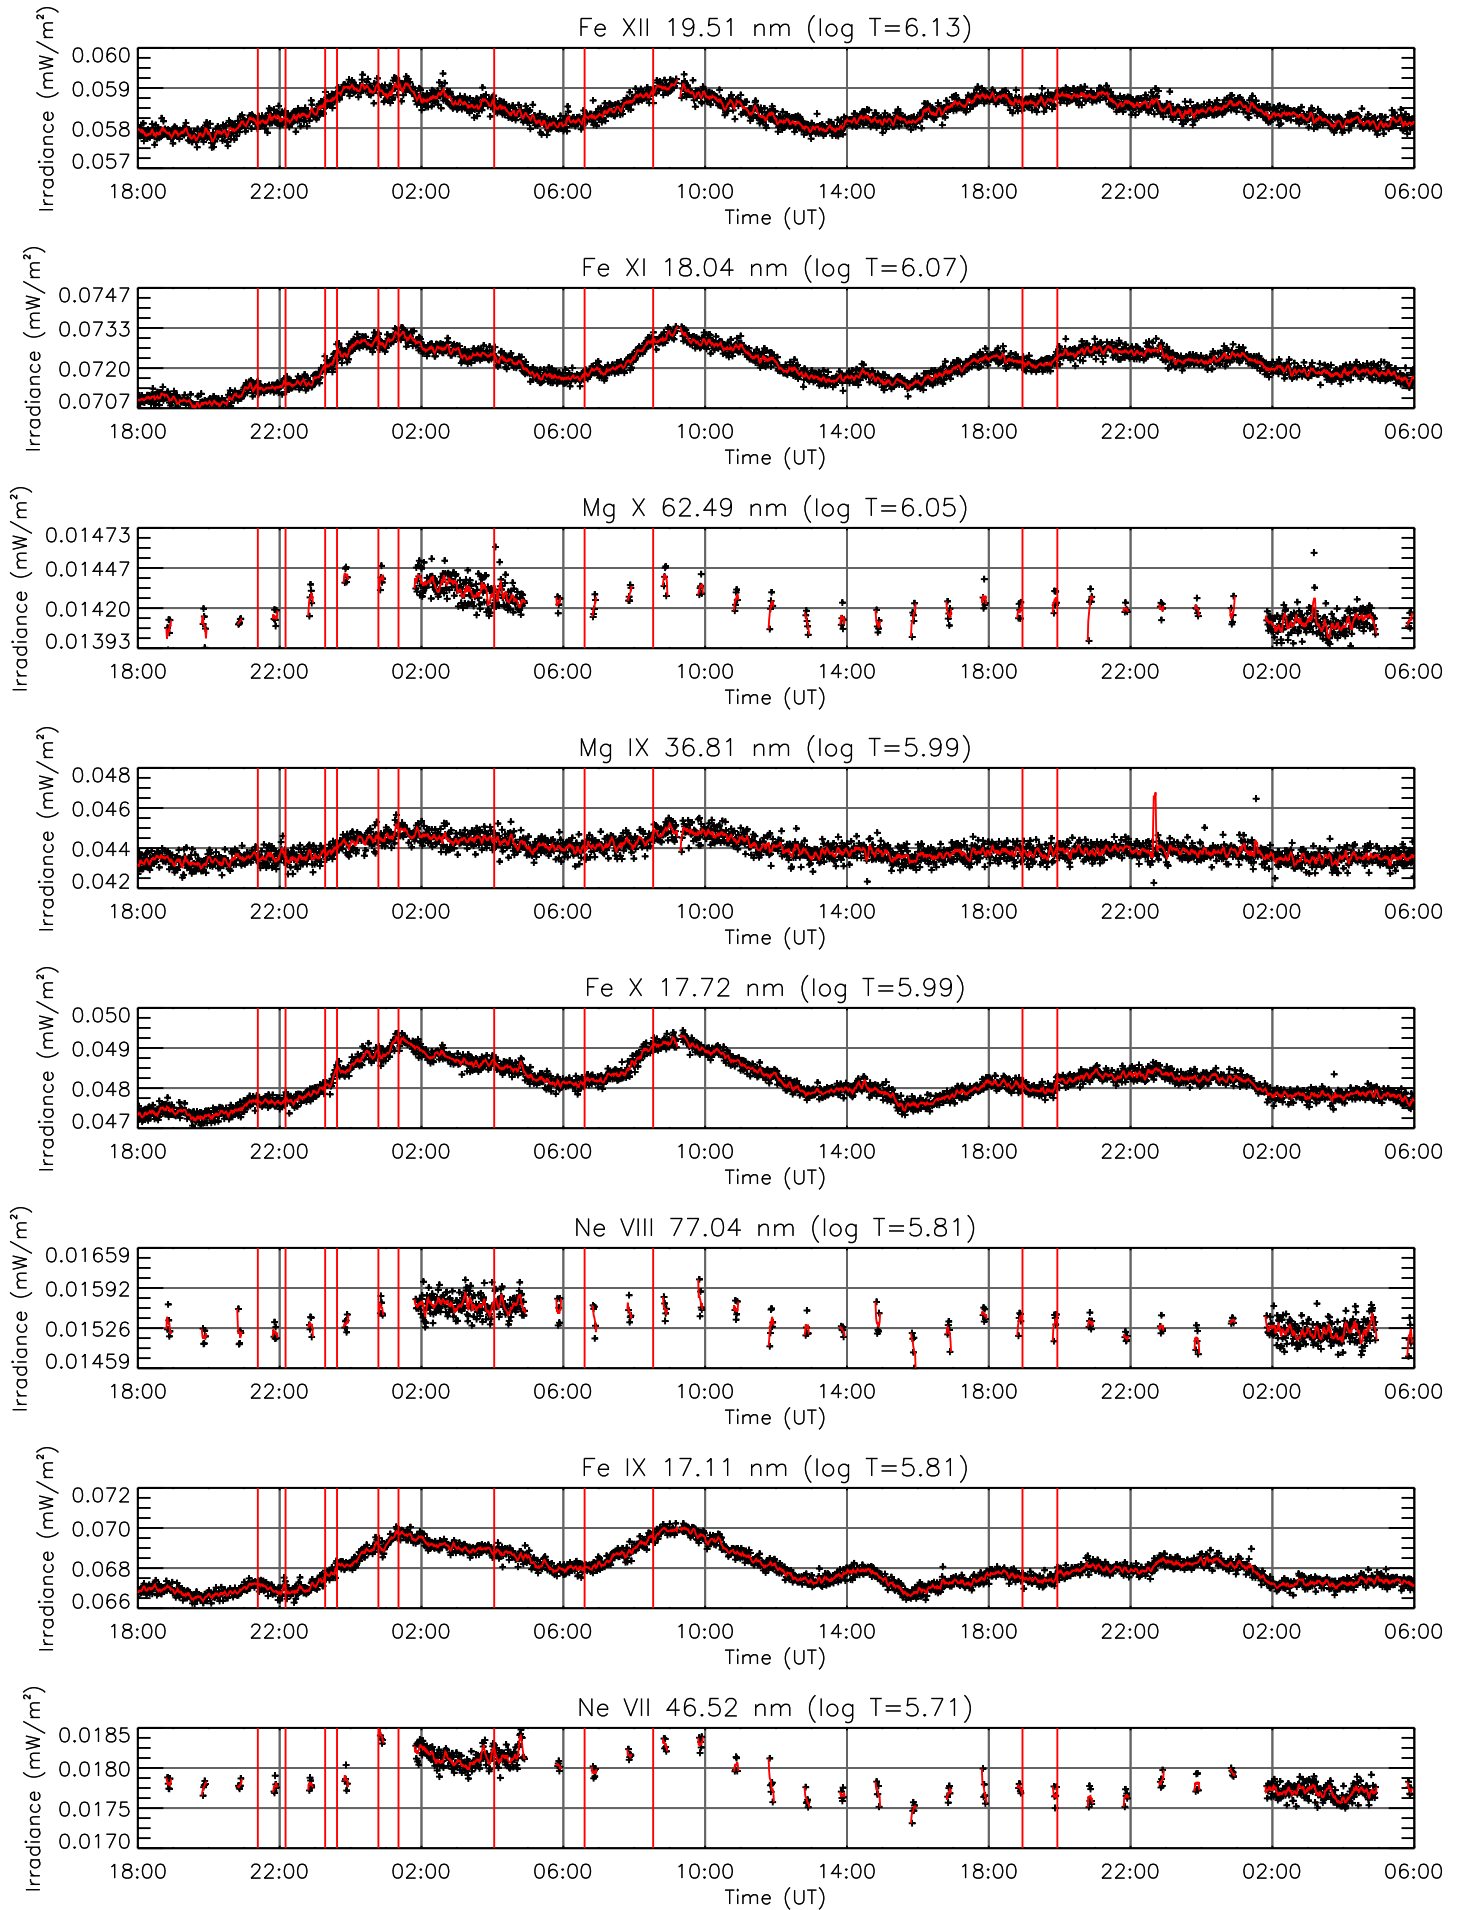 Fe XII 19.51 nm (log T=6.13)
Irradiance (mW/m²)
0.060
0.059
0.058
0.057
18:00 22:00 02:00 06:00 10:00 14:00 18:00 22:00 02:00 06:00
Time (UT)
Fe XI 18.04 nm (log T=6.07)
Irradiance (mW/m²)
0.0747
0.0733
0.0720
0.0707
18:00 22:00 02:00 06:00 10:00 14:00 18:00 22:00 02:00 06:00
Time (UT)
Mg X 62.49 nm (log T=6.05)
Irradiance (mW/m²)
0.01473
0.01447
0.01420
0.01393
18:00 22:00 02:00 06:00 10:00 14:00 18:00 22:00 02:00 06:00
Time (UT)
Mg IX 36.81 nm (log T=5.99)
Irradiance (mW/m²)
0.048
0.046
0.044
0.042
18:00 22:00 02:00 06:00 10:00 14:00 18:00 22:00 02:00 06:00
Time (UT)
Fe X 17.72 nm (log T=5.99)
Irradiance (mW/m²)
0.050
0.049
0.048
0.047
18:00 22:00 02:00 06:00 10:00 14:00 18:00 22:00 02:00 06:00
Time (UT)
Ne VIII 77.04 nm (log T=5.81)
Irradiance (mW/m²)
0.01659
0.01592
0.01526
0.01459
18:00 22:00 02:00 06:00 10:00 14:00 18:00 22:00 02:00 06:00
Time (UT)
Fe IX 17.11 nm (log T=5.81)
Irradiance (mW/m²)
0.072
0.070
0.068
0.066
18:00 22:00 02:00 06:00 10:00 14:00 18:00 22:00 02:00 06:00
Time (UT)
Ne VII 46.52 nm (log T=5.71)
Irradiance (mW/m²)
0.0185
0.0180
0.0175
0.0170
18:00 22:00 02:00 06:00 10:00 14:00 18:00 22:00 02:00 06:00
Time (UT)